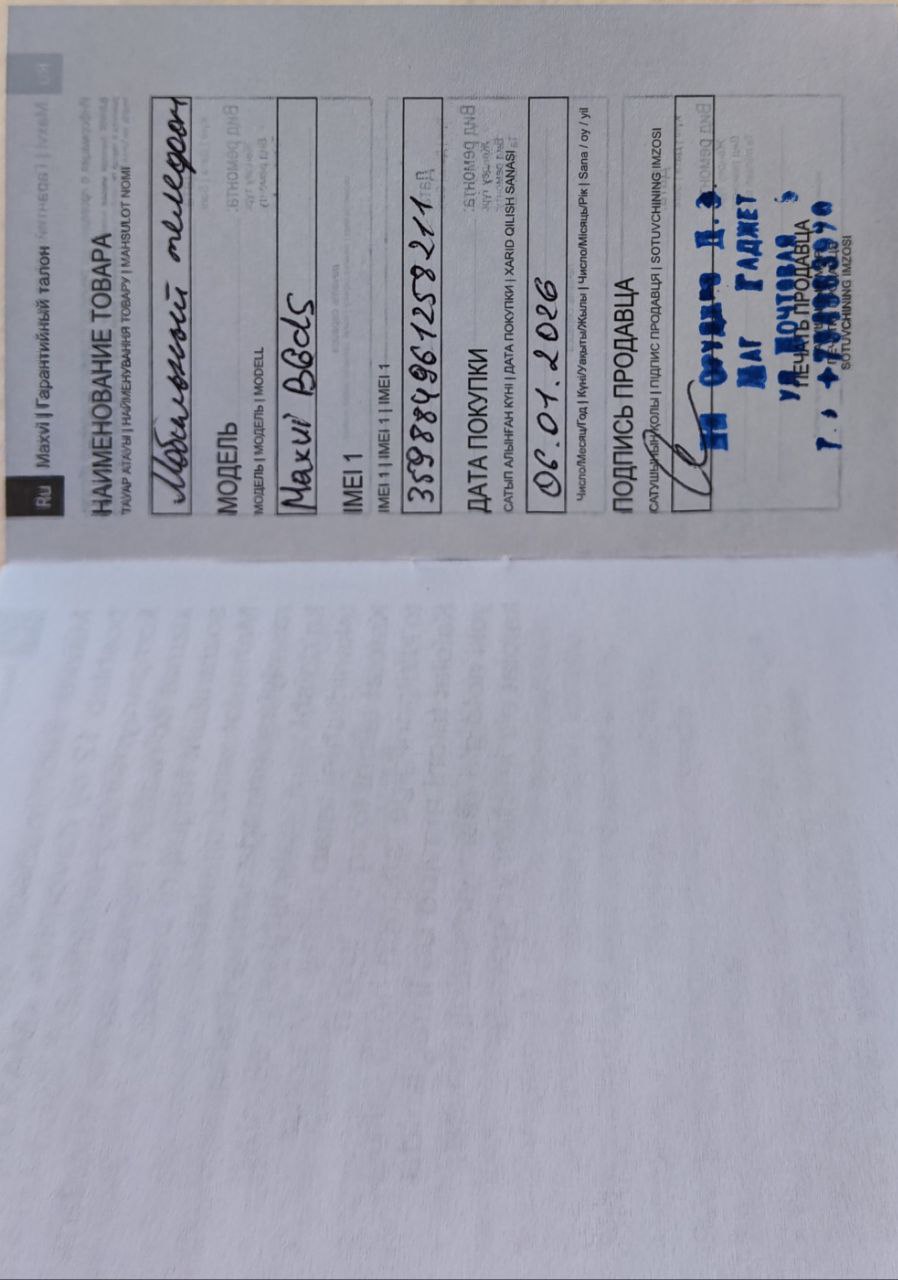 Ru Maxvi | Гарантийный талон
НАИМЕНОВАНИЕ ТОВАРА
ТАУАР АТАУЫ | НАЙМЕНУВАННЯ ТОВАРУ | MAHSULOT NOMI
Мобильный телефон
МОДЕЛЬ
МОДЕЛЬ | МОДЕЛЬ | MODELL
Maxvi B6ds
IMEI 1
IMEI 1 | IMEI 1 | IMEI 1
359884961258211
ДАТА ПОКУПКИ
САТЫП АЛЫНҒАН КҮНІ | ДАТА ПОКУПКИ | XARID QILISH SANASI
06.01.2026
Число/Месяц/Год | Күні/Уақыты/Жылы | Число/Місяць/Рік | Sana / oy / yil
ПОДПИСЬ ПРОДАВЦА
САТУШЫНЫҢ ҚОЛЫ | ПІДПИС ПРОДАВЦЯ | SOTUVCHINING IMZOSI
МАГ ГАДЖЕТ
УЛ ПОЧТОВАЯ
ПЕЧАТЬ ПРОДАВЦА
SOTUVCHINING IMZOSI